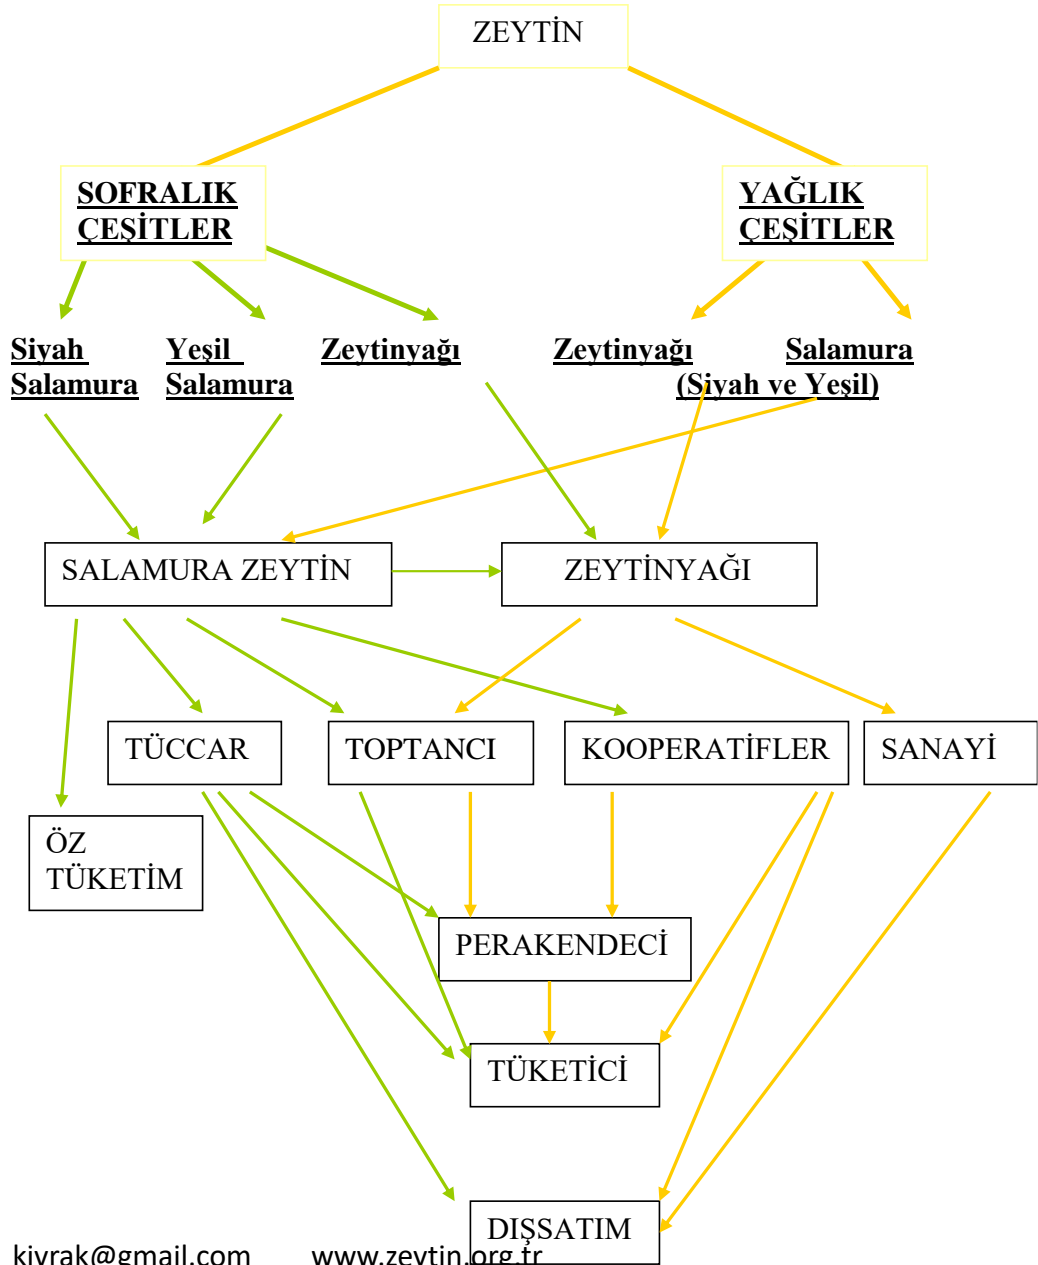 ZEYTİN
SOFRALIK
ÇEŞİTLER
YAĞLIK
ÇEŞİTLER
Siyah
Salamura
Yeşil
Salamura
Zeytinyağı
Zeytinyağı
Salamura
(Siyah ve Yeşil)
SALAMURA ZEYTİN
ZEYTİNYAĞI
TÜCCAR
TOPTANCI
KOOPERATİFLER
SANAYİ
ÖZ
TÜKETİM
PERAKENDECİ
TÜKETİCİ
DIŞSATIM
kivrak@gmail.com www.zeytin.org.tr